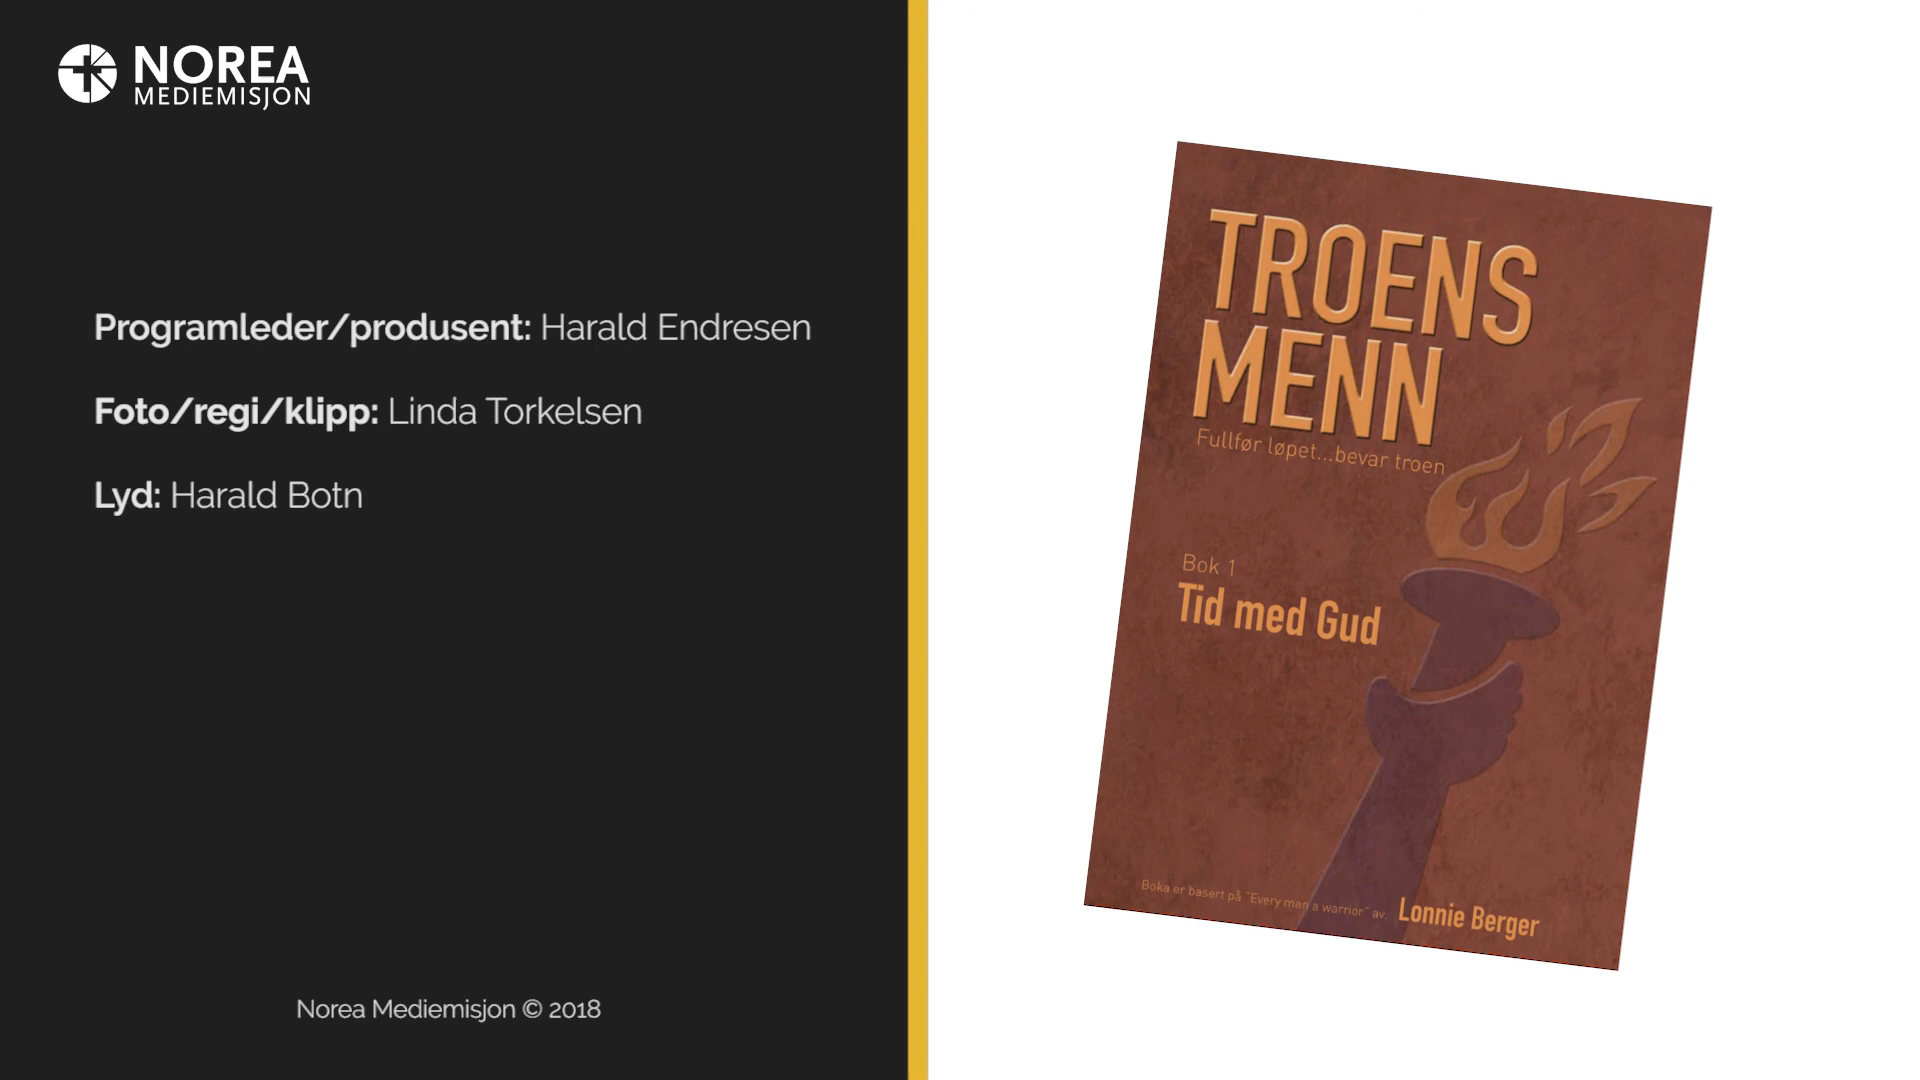 NOREA
MEDIEMISJON
Programleder/produsent: Harald Endresen
Foto/regi/klipp: Linda Torkelsen
Lyd: Harald Botn
Norea Mediemisjon © 2018
TROENS
MENN
Fullfør løpet...bevar troen
Bok 1
Tid med Gud
Boka er basert på "Every man a warrior" av: Lonnie Berger